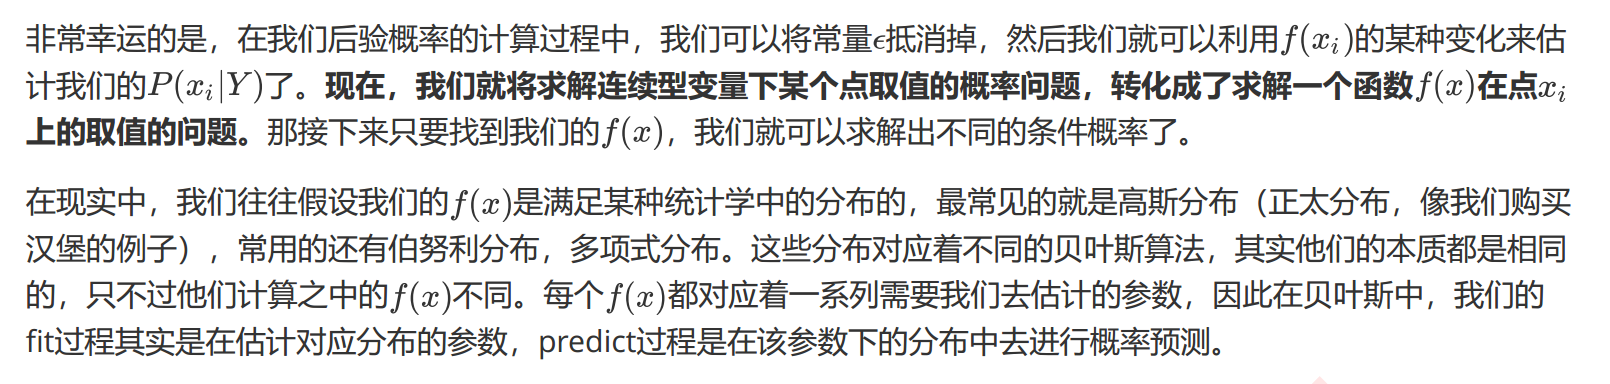 非常幸运的是，在我们后验概率的计算过程中，我们可以将常量ϵ抵消掉，然后我们就可以利用f(xᵢ)的某种变化来估
计我们的P(xᵢ|Y)了。现在，我们就将求解连续型变量下某个点取值的概率问题，转化成了求解一个函数f(x)在点xᵢ
上的取值的问题。那接下来只要找到我们的f(x)，我们就可以求解出不同的条件概率了。
在现实中，我们往往假设我们的f(x)是满足某种统计学中的分布的，最常见的就是高斯分布（正太分布，像我们购买
汉堡的例子），常用的还有伯努利分布，多项式分布。这些分布对应着不同的贝叶斯算法，其实他们的本质都是相同
的，只不过他们计算之中的f(x)不同。每个f(x)都对应着一系列需要我们去估计的参数，因此在贝叶斯中，我们的
fit过程其实是在估计对应分布的参数，predict过程是在该参数下的分布中去进行概率预测。